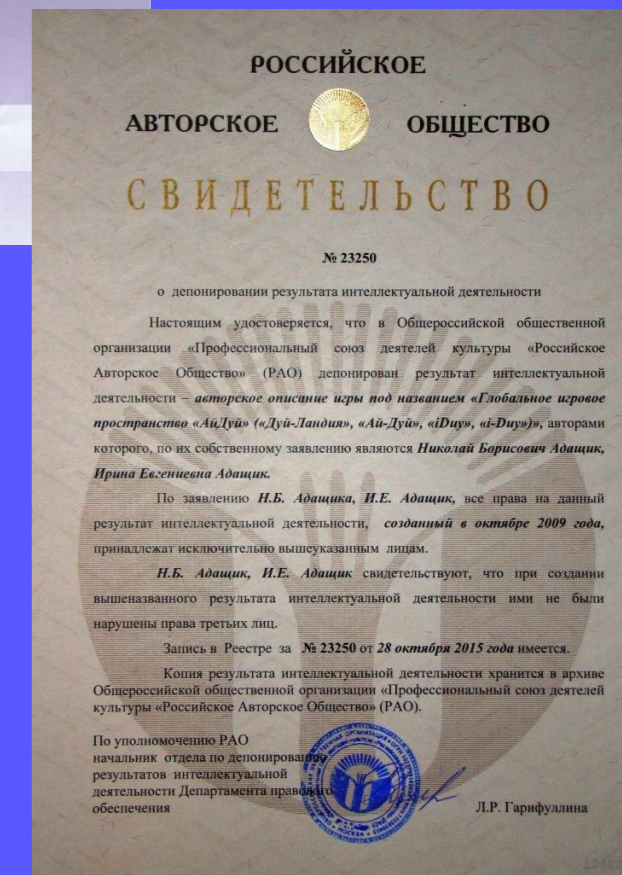 РОССИЙСКОЕ
АВТОРСКОЕ ОБЩЕСТВО
СВИДЕТЕЛЬСТВО
№ 23250
о депонировании результата интеллектуальной деятельности
Настоящим удостоверяется, что в Общероссийской общественной
организации «Профессиональный союз деятелей культуры «Российское
Авторское Общество» (РАО) депонирован результат интеллектуальной
деятельности – авторское описание игры под названием «Глобальное игровое
пространство «АйДуй» («Дуй-Ландия», «Ай-Дуй», «iDuy», «i-Duy»)», авторами
которого, по их собственному заявлению являются Николай Борисович Адащик,
Ирина Евгениевна Адащик.
По заявлению Н.Б. Адащика, И.Е. Адащик, все права на данный
результат интеллектуальной деятельности, созданный в октябре 2009 года,
принадлежат исключительно вышеуказанным лицам.
Н.Б. Адащик, И.Е. Адащик свидетельствуют, что при создании
вышеназванного результата интеллектуальной деятельности ими не были
нарушены права третьих лиц.
Запись в Реестре за № 23250 от 28 октября 2015 года имеется.
Копия результата интеллектуальной деятельности хранится в архиве
Общероссийской общественной организации «Профессиональный союз деятелей
культуры «Российское Авторское Общество» (РАО).
По уполномочению РАО
начальник отдела по депонированию
результатов интеллектуальной
деятельности Департамента правового
обеспечения Л.Р. Гарифуллина